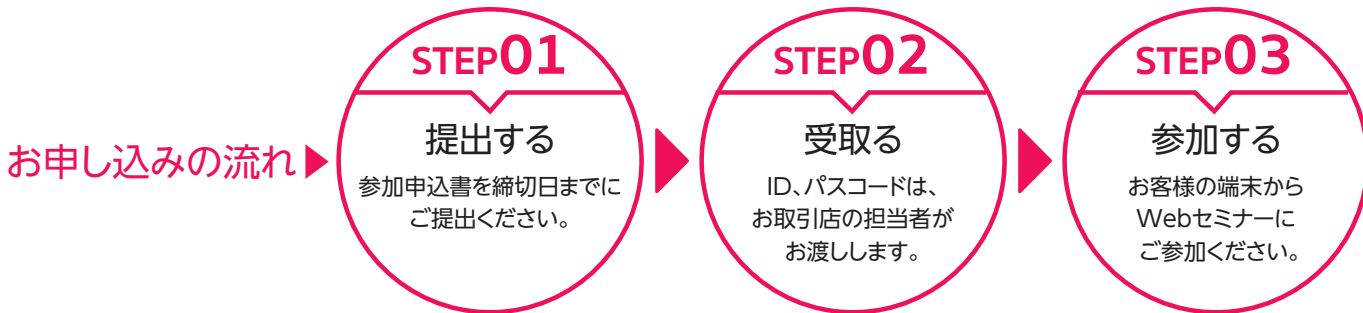 お申し込みの流れ▶
STEP01
提出する
参加申込書を締切日までに
ご提出ください。
STEP02
受取る
ID、パスコードは、
お取引店の担当者が
お渡しします。
STEP03
参加する
お客様の端末から
Webセミナーに
ご参加ください。